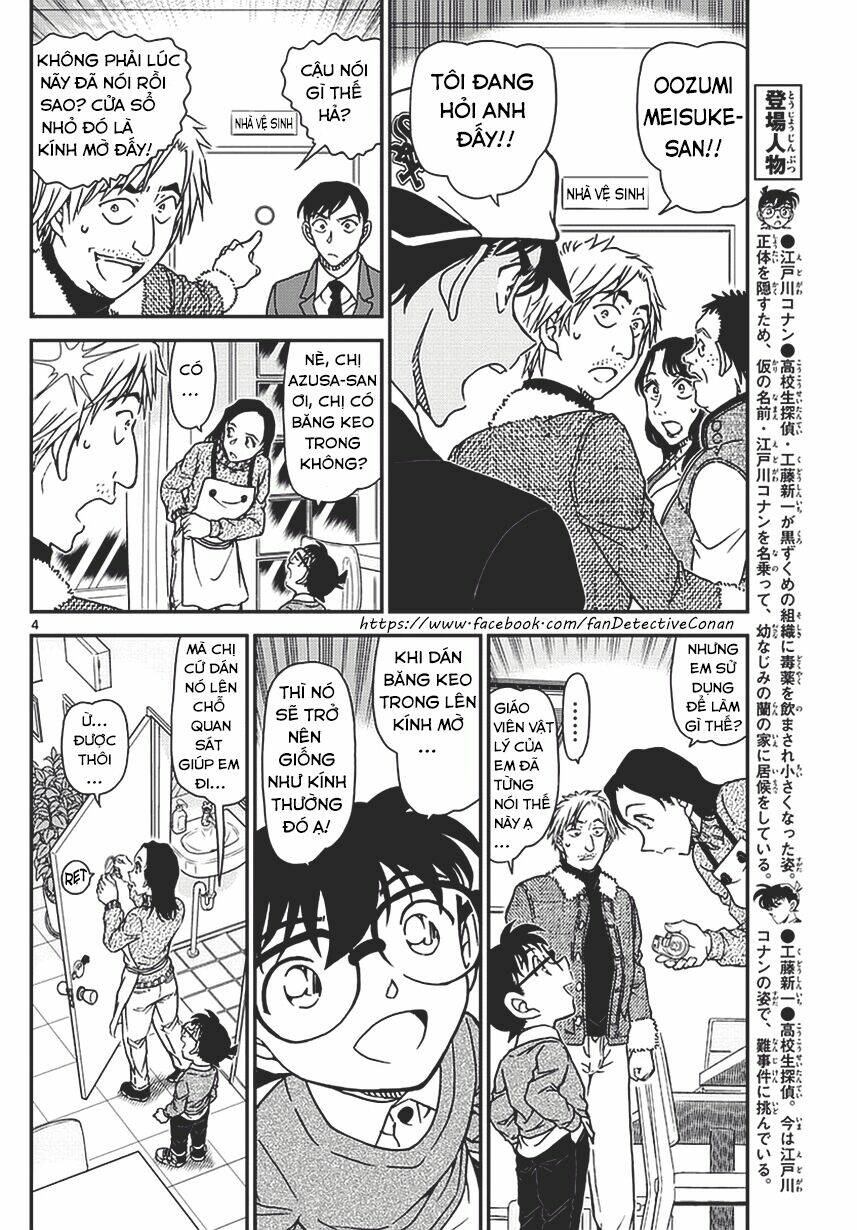 OOZUMI
MEISUKE-
SAN!!
TÔI ĐANG
HỎI ANH
ĐẤY!!
NHÀ VỆ SINH
CẬU NÓI
GÌ THẾ
HẢ?
KHÔNG PHẢI LÚC
NÃY ĐÃ NÓI RỒI
SAO? CỬA SỔ
NHỎ ĐÓ LÀ
KÍNH MỜ ĐẤY!
NHÀ VỆ SINH
NÈ, CHỊ
AZUSA-SAN
ƠI, CHỊ CÓ
BĂNG KEO
TRONG
KHÔNG?
CÓ
...
4
https://www.facebook.com/fanDetectiveConan
NHƯNG
EM SỬ
DỤNG
ĐỂ LÀM
GÌ THẾ?
......
GIÁO
VIÊN VẬT
LÝ CỦA EM
ĐÃ TỪNG
NÓI THẾ
NÀY Ạ
...
KHI DÁN
BĂNG KEO
TRONG LÊN
KÍNH MỜ
...
THÌ NÓ
SẼ TRỞ
NÊN
GIỐNG
NHƯ KÍNH
THƯỜNG
ĐÓ Ạ!
MÀ CHỊ
CỨ DÁN
NÓ LÊN
CHỖ
QUAN
SÁT
GIÚP EM
ĐI...
Ừ...
ĐƯỢC
THÔI
...
RẸT
登場人物
とうじょうじんぶつ
●江戸川コナン●高校生探偵・工藤新一が黒ずくめの組織に毒薬を飲まされ小さくなった姿。
正体を隠すため、仮の名前・江戸川コナンを名乗って、幼なじみの蘭の家に居候をしている。
●工藤新一●高校生探偵。今は江戸川
コナンの姿で、難事件に挑んでいる。